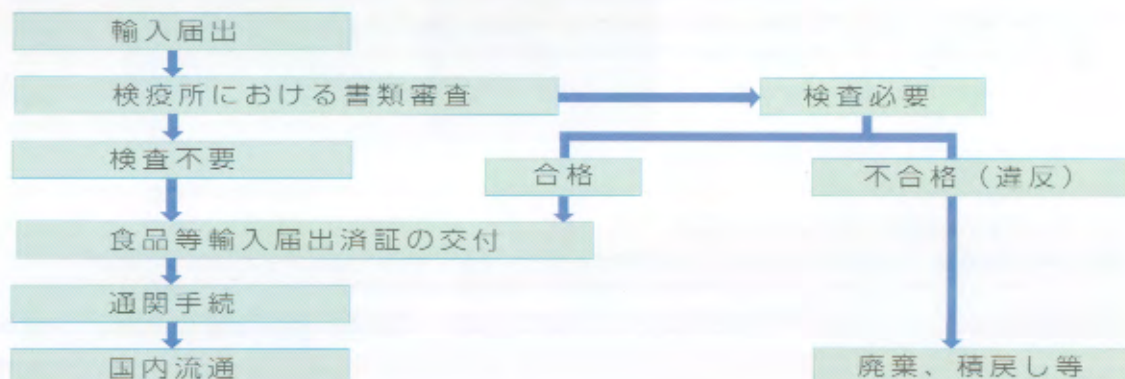 輸入届出
検疫所における書類審査
検査必要
検査不要
合格
不合格（違反）
食品等輸入届出済証の交付
通関手続
国内流通
廃棄、積戻し等